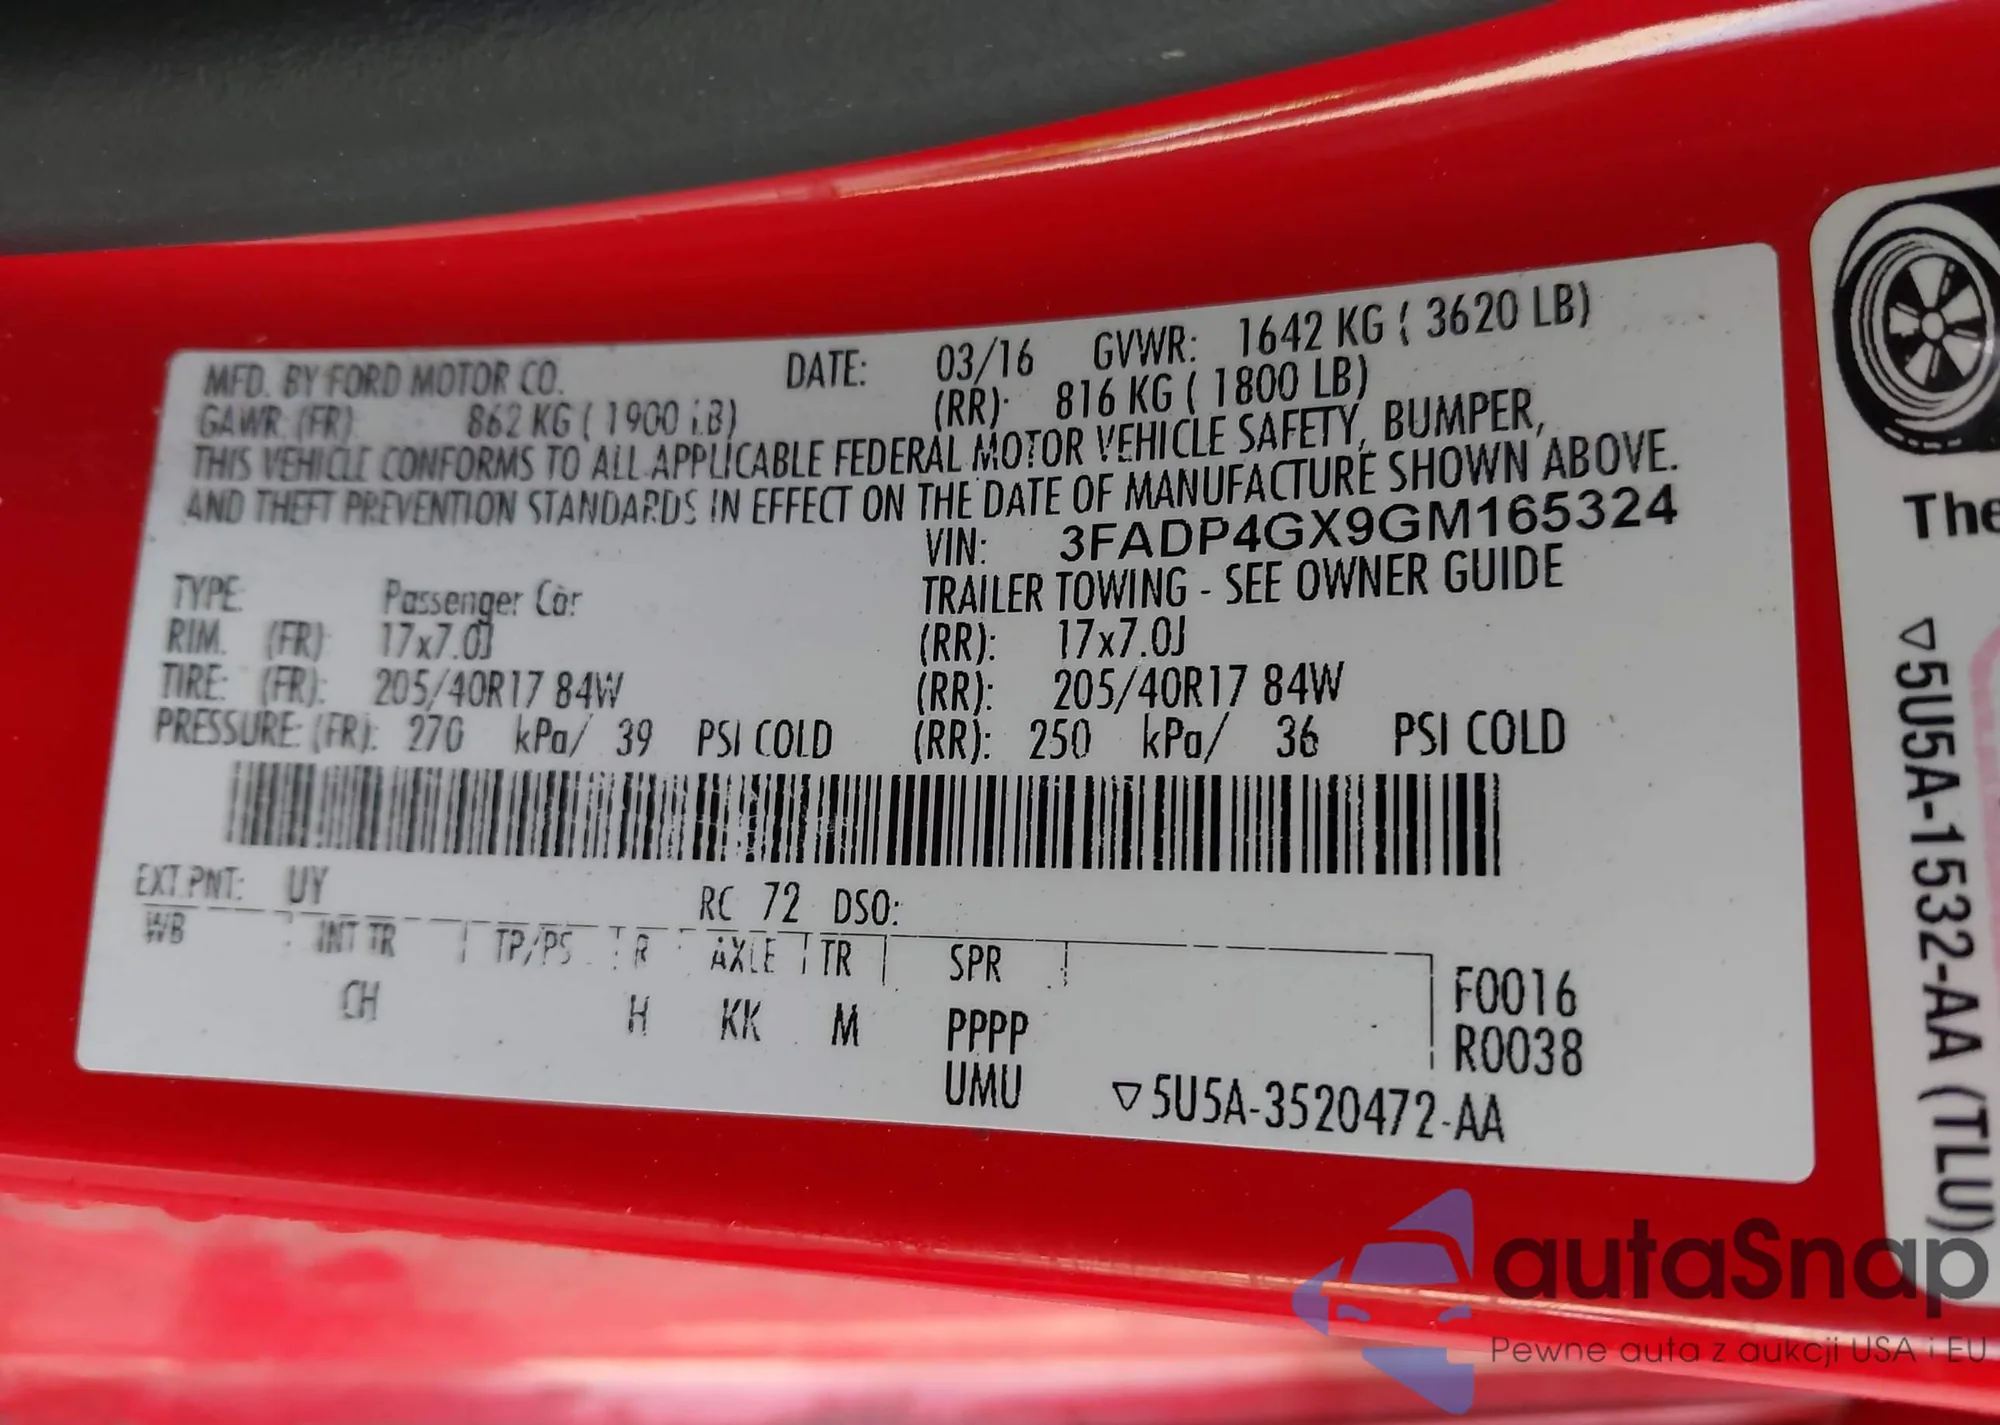 MFD. BY FORD MOTOR CO. DATE: 03/16 GVWR: 1642 KG ( 3620 LB)
GAWR: (FR) 862 KG ( 1900 LB) (RR): 816 KG ( 1800 LB)
THIS VEHICLE CONFORMS TO ALL APPLICABLE FEDERAL MOTOR VEHICLE SAFETY, BUMPER,
AND THEFT PREVENTION STANDARDS IN EFFECT ON THE DATE OF MANUFACTURE SHOWN ABOVE.
VIN: 3FADP4GX9GM165324
TYPE: Passenger Car TRAILER TOWING - SEE OWNER GUIDE
RIM. (FR) 17x7.0J (RR): 17x7.0J
TIRE: (FR): 205/40R17 84W (RR): 205/40R17 84W
PRESSURE: (FR): 270 kPa/ 39 PSI COLD (RR): 250 kPa/ 36 PSI COLD
EXT.PNT: UY RC 72 DSO:
WB INT TR TP/PS R AXLE TR SPR
CH H KK M PPPP
UMU
F0016
R0038
▽5U5A-3520472-AA
The
▽5U5A-1532-AA (TLU)
autaSnap
Pewne auta z aukcji USA i EU